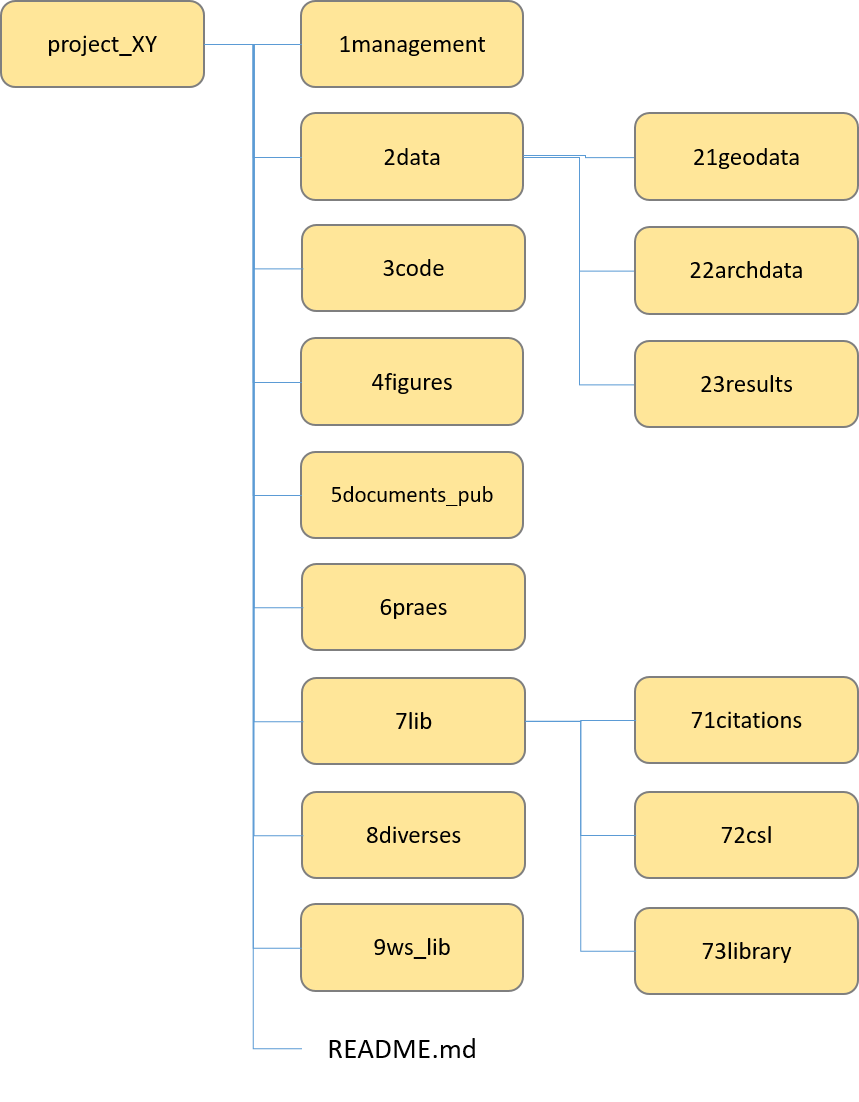 project_XY
1management
2data
21geodata
3code
22archdata
4figures
23results
5documents_pub
6praes
7lib
71citations
8diverses
72csl
9ws_lib
73library
README.md